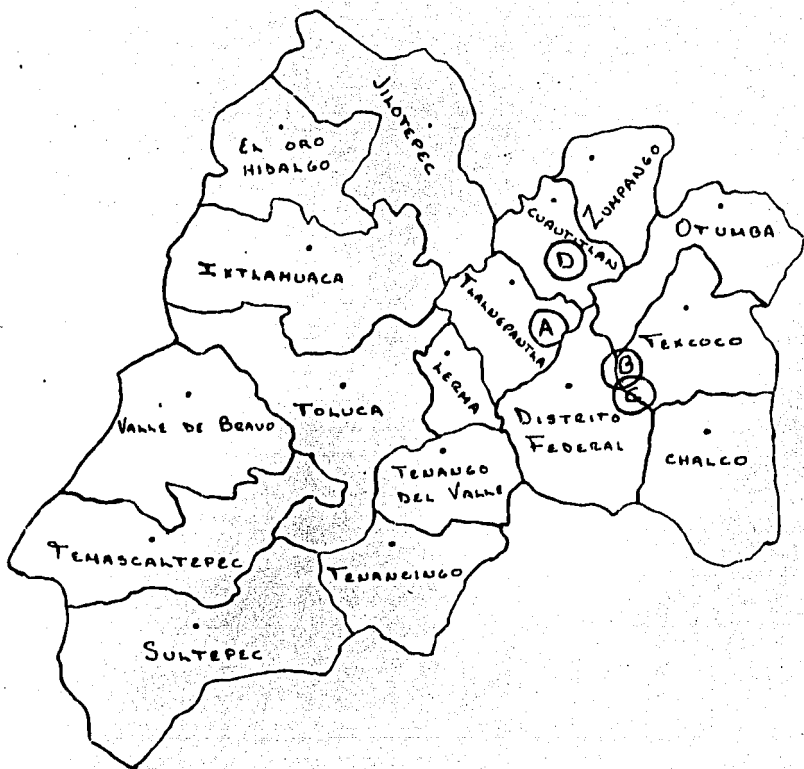 JILOTEPEC
EL ORO
HIDALGO
ZUMPANGO
CUAUTITLAN
OTUMBA
D
IXTLAHUACA
TLALNEPANTLA
A
TEXCOCO
B
LERMA
TOLUCA
VALLE DE BRAVO
DISTRITO
FEDERAL
CHALCO
TENANGO
DEL VALLE
TEMASCALTEPEC
TENANCINGO
SULTEPEC